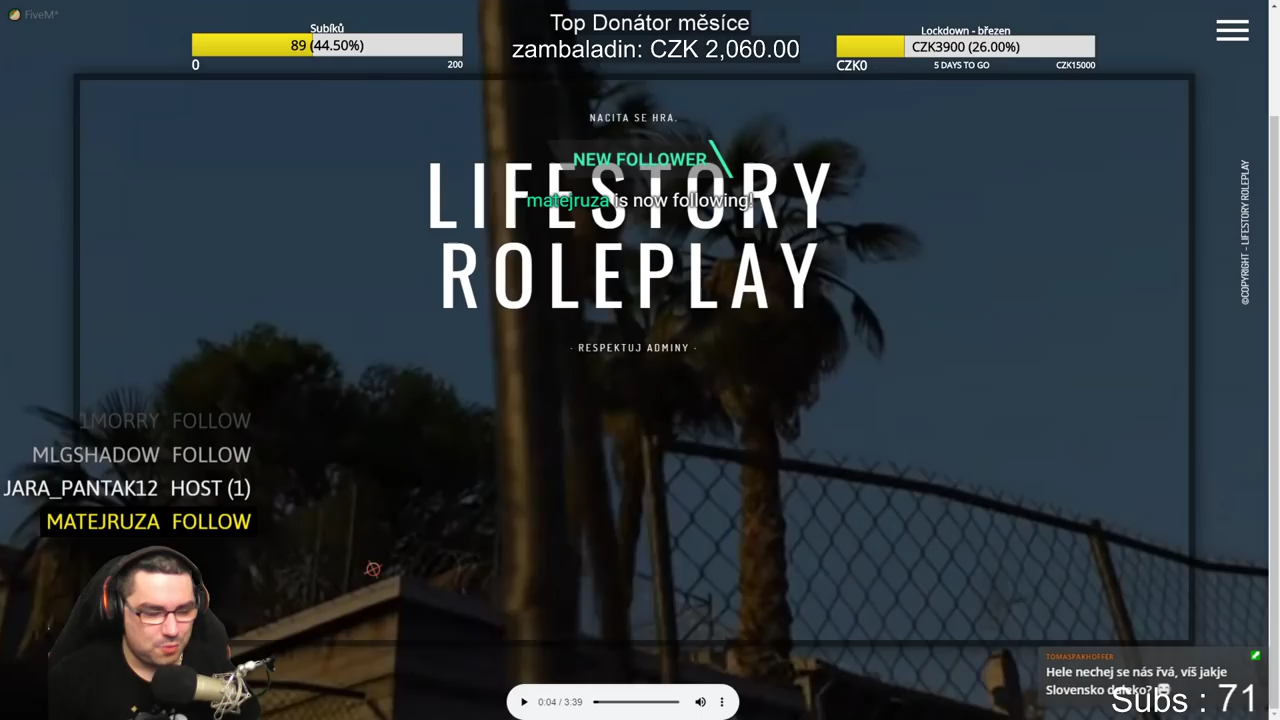 FiveM*
Subíků
89 (44.50%)
0
200
Top Donátor měsíce
zambaladin: CZK 2,060.00
Lockdown - březen
CZK3900 (26.00%)
CZK0
5 DAYS TO GO
CZK15000
NACITA SE HRA.
NEW FOLLOWER
LIFESTORY
matejruza is now following!
ROLEPLAY
- RESPEKTUJ ADMINY -
©COPYRIGHT - LIFESTORY ROLEPLAY
1MORRY FOLLOW
MLGSHADOW FOLLOW
JARA_PANTAK12 HOST (1)
MATEJRUZA FOLLOW
TOMASPAKHOFFER
Hele nechej se nás řvá, víš jakje
Slovensko daleko?
Subs : 71
0:04 / 3:39